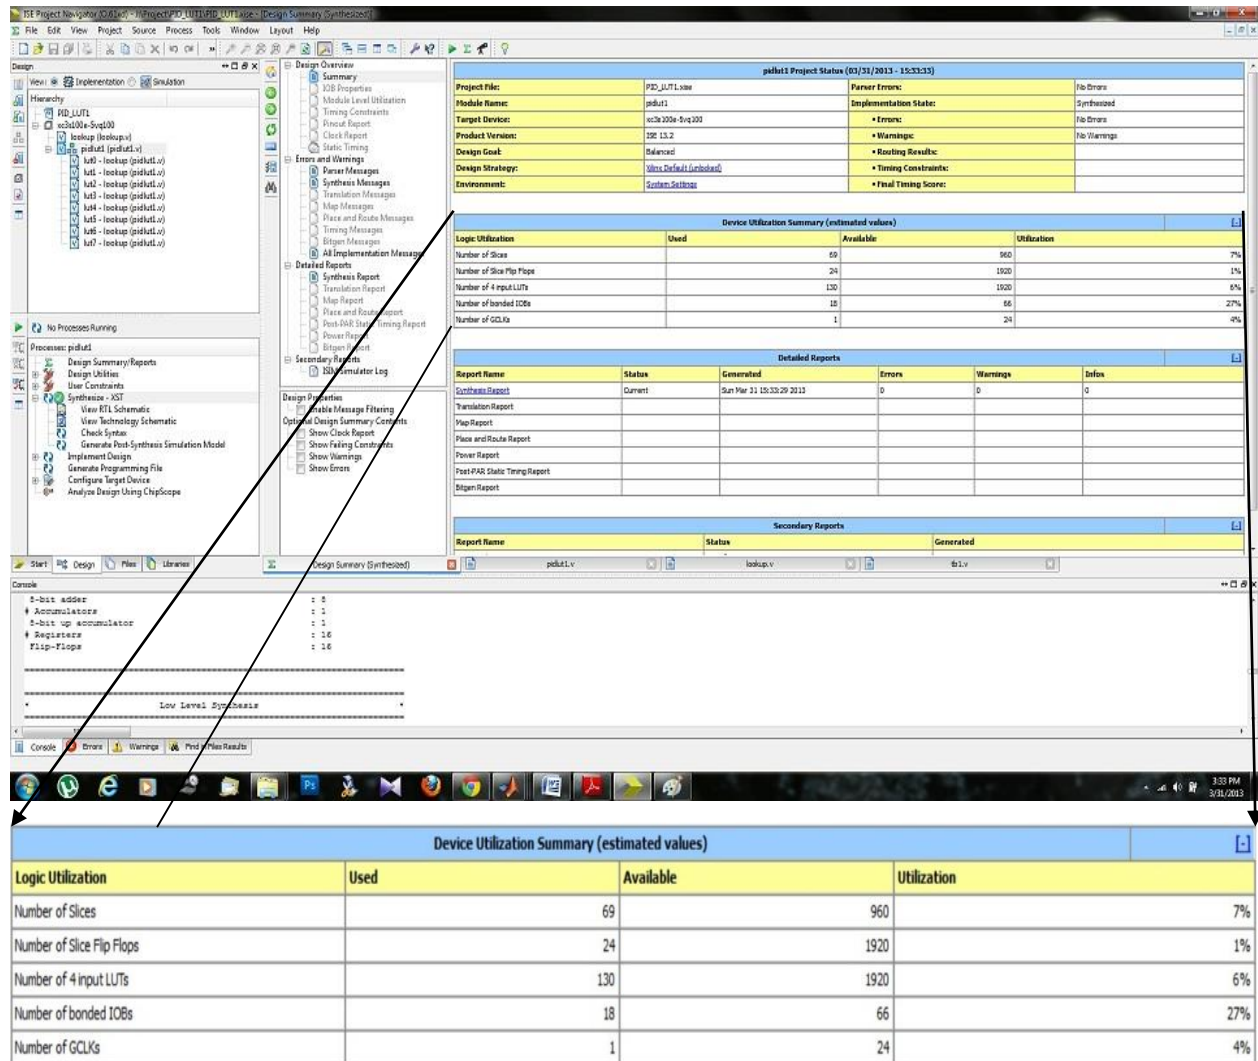 ISE Project Navigator (O.61xd) - J:\Project\PID_LUT1\PID_LUT1.xise - [Design Summary (Synthesized)]
File Edit View Project Source Process Tools Window Layout Help
Design
View: Implementation Simulation
Hierarchy
PID_LUT1
xc3s100e-5vq100
lookup (lookup.v)
pidlut1 (pidlut1.v)
lut0 - lookup (pidlut1.v)
lut1 - lookup (pidlut1.v)
lut2 - lookup (pidlut1.v)
lut3 - lookup (pidlut1.v)
lut4 - lookup (pidlut1.v)
lut5 - lookup (pidlut1.v)
lut6 - lookup (pidlut1.v)
lut7 - lookup (pidlut1.v)
No Processes Running
Processes: pidlut1
Design Summary/Reports
Design Utilities
User Constraints
Synthesize - XST
View RTL Schematic
View Technology Schematic
Check Syntax
Generate Post-Synthesis Simulation Model
Implement Design
Generate Programming File
Configure Target Device
Analyze Design Using ChipScope
Start Design Files Libraries
Design Overview
Summary
IOB Properties
Module Level Utilization
Timing Constraints
Pinout Report
Clock Report
Static Timing
Errors and Warnings
Parser Messages
Synthesis Messages
Translation Messages
Map Messages
Place and Route Messages
Timing Messages
Bitgen Messages
All Implementation Messages
Detailed Reports
Synthesis Report
Translation Report
Map Report
Place and Route Report
Post-PAR Static Timing Report
Power Report
Bitgen Report
Secondary Reports
ISIM Simulator Log
Design Properties
Enable Message Filtering
Optional Design Summary Contents
Show Clock Report
Show Failing Constraints
Show Warnings
Show Errors
pidlut1 Project Status (03/31/2013 - 15:33:33)
Project File: PID_LUT1.xise Parser Errors: No Errors
Module Name: pidlut1 Implementation State: Synthesized
Target Device: xc3s100e-5vq100 • Errors: No Errors
Product Version: ISE 13.2 • Warnings: No Warnings
Design Goal: Balanced • Routing Results:
Design Strategy: Xilinx Default (unlocked) • Timing Constraints:
Environment: System Settings • Final Timing Score:
Device Utilization Summary (estimated values) [-]
Logic Utilization Used Available Utilization
Number of Slices 69 960 7%
Number of Slice Flip Flops 24 1920 1%
Number of 4 input LUTs 130 1920 6%
Number of bonded IOBs 18 66 27%
Number of GCLKs 1 24 4%
Detailed Reports [-]
Report Name Status Generated Errors Warnings Infos
Synthesis Report Current Sun Mar 31 15:33:29 2013 0 0 0
Translation Report
Map Report
Place and Route Report
Power Report
Post-PAR Static Timing Report
Bitgen Report
Secondary Reports [-]
Report Name Status Generated
Design Summary (Synthesized) pidlut1.v lookup.v tb1.v
Console
8-bit adder : 8
# Accumulators : 1
8-bit up accumulator : 1
# Registers : 16
Flip-Flops : 16
==========
==========
* Low Level Synthesis *
==========
Console Errors Warnings Find in Files Results
Ps
3:33 PM
3/31/2013
Device Utilization Summary (estimated values) [-]
Logic Utilization Used Available Utilization
Number of Slices 69 960 7%
Number of Slice Flip Flops 24 1920 1%
Number of 4 input LUTs 130 1920 6%
Number of bonded IOBs 18 66 27%
Number of GCLKs 1 24 4%